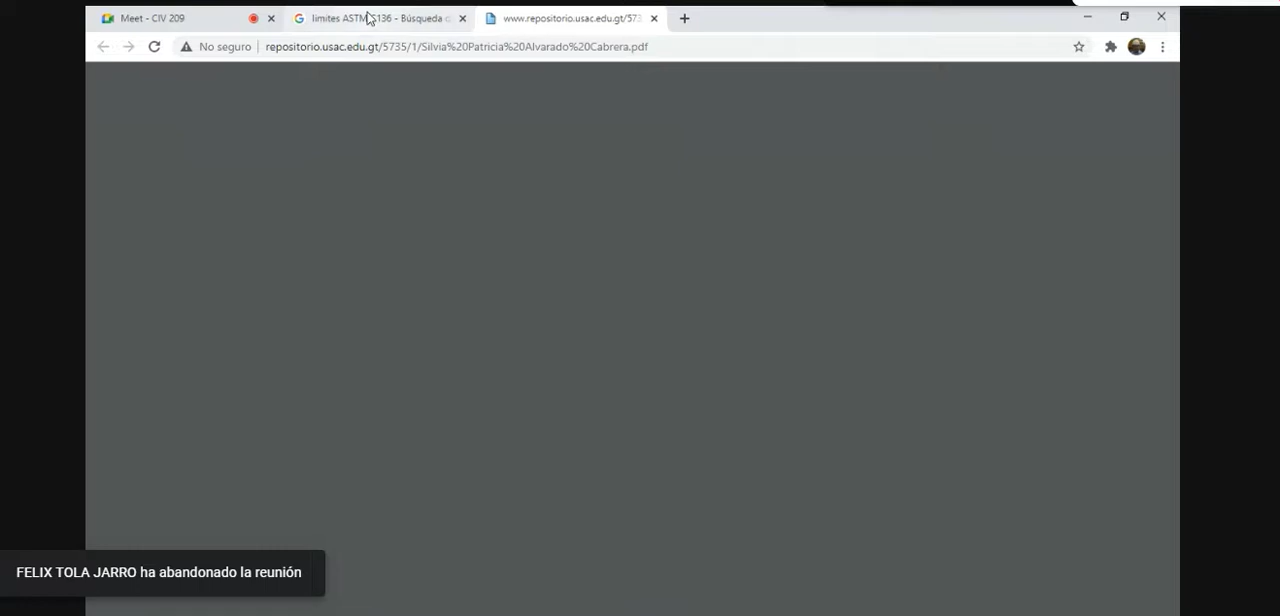 Meet - CIV 209
limites ASTM C136 - Búsqueda d
www.repositorio.usac.edu.gt/573
No seguro
repositorio.usac.edu.gt/5735/1/Silvia%20Patricia%20Alvarado%20Cabrera.pdf
FELIX TOLA JARRO ha abandonado la reunión